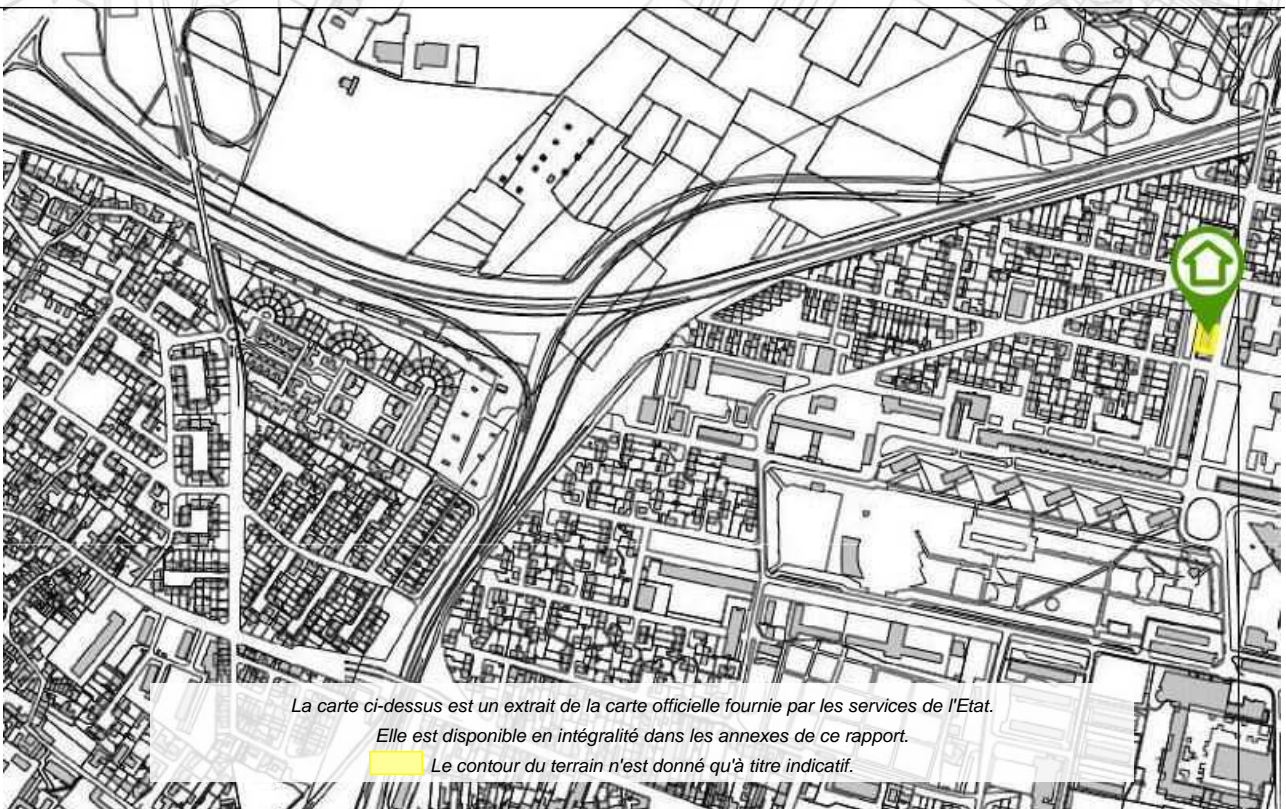 La carte ci-dessus est un extrait de la carte officielle fournie par les services de l'Etat.
Elle est disponible en intégralité dans les annexes de ce rapport.
Le contour du terrain n'est donné qu'à titre indicatif.